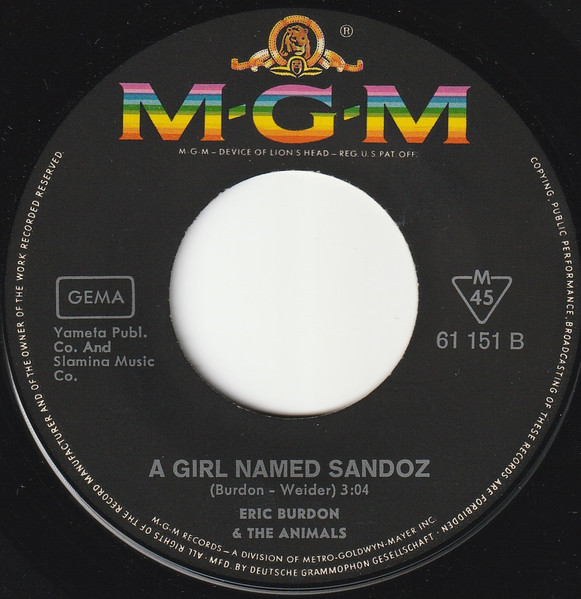 ®
M-G-M
M-G-M – DEVICE OF LION'S HEAD – REG. U.S. PAT. OFF.
GEMA
Yameta Publ.
Co. And
Slamina Music
Co.
M
45
61 151 B
A GIRL NAMED SANDOZ
(Burdon – Weider) 3:04
ERIC BURDON
& THE ANIMALS
M-G-M RECORDS – A DIVISION OF METRO-GOLDWYN-MAYER INC
ALL RIGHTS OF THE RECORD MANUFACTURER AND OF THE OWNER OF THE WORK RECORDED RESERVED.
COPYING, PUBLIC PERFORMANCE, BROADCASTING OF THESE RECORDS ARE FORBIDDEN
· MFD. BY DEUTSCHE GRAMMOPHON GESELLSCHAFT ·